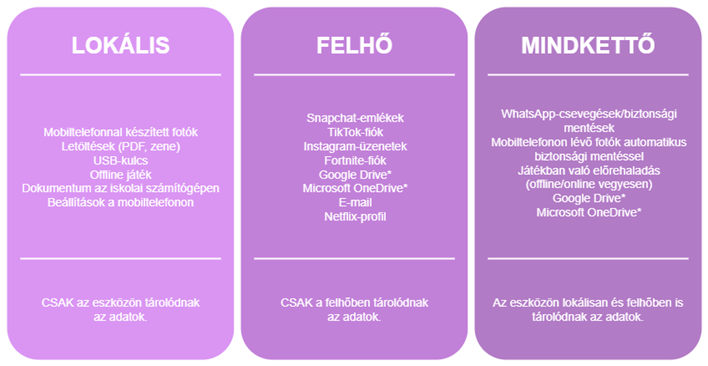 LOKÁLIS
Mobiltelefonnal készített fotók
Letöltések (PDF, zene)
USB-kulcs
Offline játék
Dokumentum az iskolai számítógépen
Beállítások a mobiltelefonon
CSAK az eszközön tárolódnak
az adatok.
FELHŐ
Snapchat-emlékek
TikTok-fiók
Instagram-üzenetek
Fortnite-fiók
Google Drive*
Microsoft OneDrive*
E-mail
Netflix-profil
CSAK a felhőben tárolódnak
az adatok.
MINDKETTŐ
WhatsApp-csevegések/biztonsági
mentések
Mobiltelefonon lévő fotók automatikus
biztonsági mentéssel
Játékban való előrehaladás
(offline/online vegyesen)
Google Drive*
Microsoft OneDrive*
Az eszközön lokálisan és felhőben is
tárolódnak az adatok.